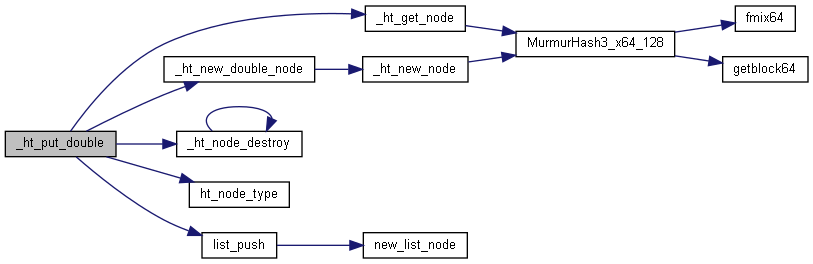 _ht_put_double
_ht_get_node
_ht_new_double_node
_ht_new_node
MurmurHash3_x64_128
fmix64
getblock64
_ht_node_destroy
ht_node_type
list_push
new_list_node